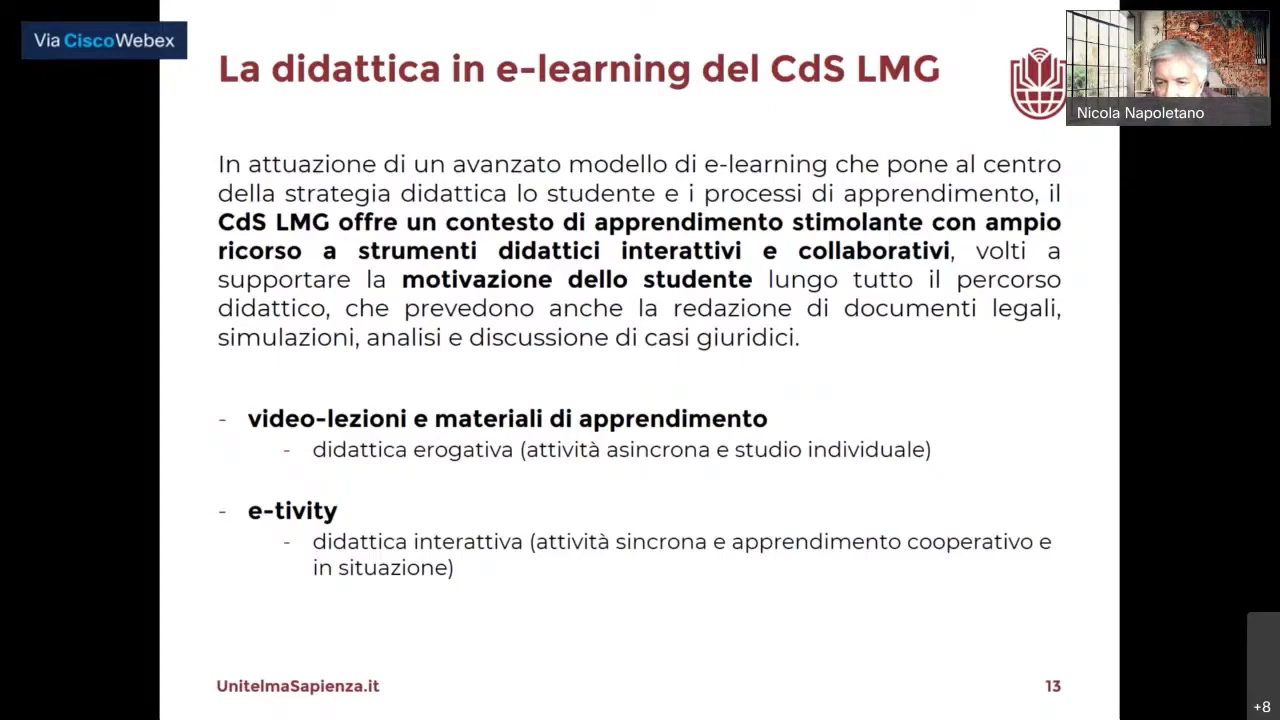 Via CiscoWebex
La didattica in e-learning del CdS LMG
Nicola Napoletano
In attuazione di un avanzato modello di e-learning che pone al centro
della strategia didattica lo studente e i processi di apprendimento, il
CdS LMG offre un contesto di apprendimento stimolante con ampio
ricorso a strumenti didattici interattivi e collaborativi, volti a
supportare la motivazione dello studente lungo tutto il percorso
didattico, che prevedono anche la redazione di documenti legali,
simulazioni, analisi e discussione di casi giuridici.
- video-lezioni e materiali di apprendimento
- didattica erogativa (attività asincrona e studio individuale)
- e-tivity
- didattica interattiva (attività sincrona e apprendimento cooperativo e
in situazione)
UnitelmaSapienza.it
13
+8